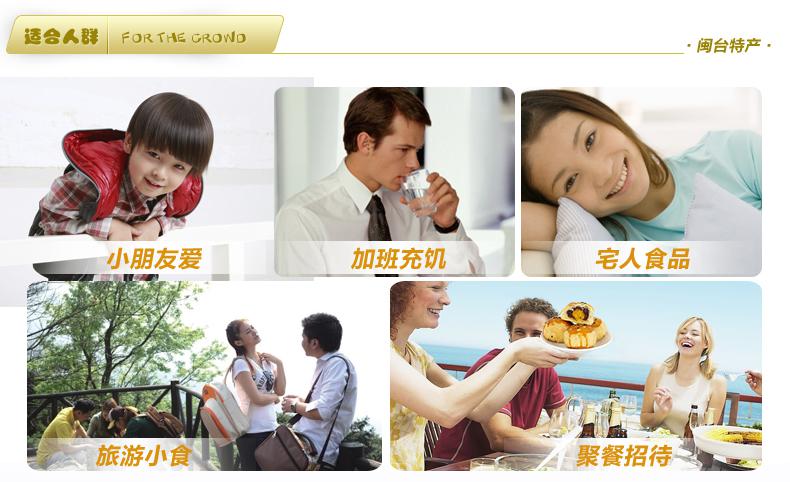 适合人群 FOR THE CROWD
· 闽台特产 ·
小朋友爱
加班充饥
宅人食品
旅游小食
聚餐招待